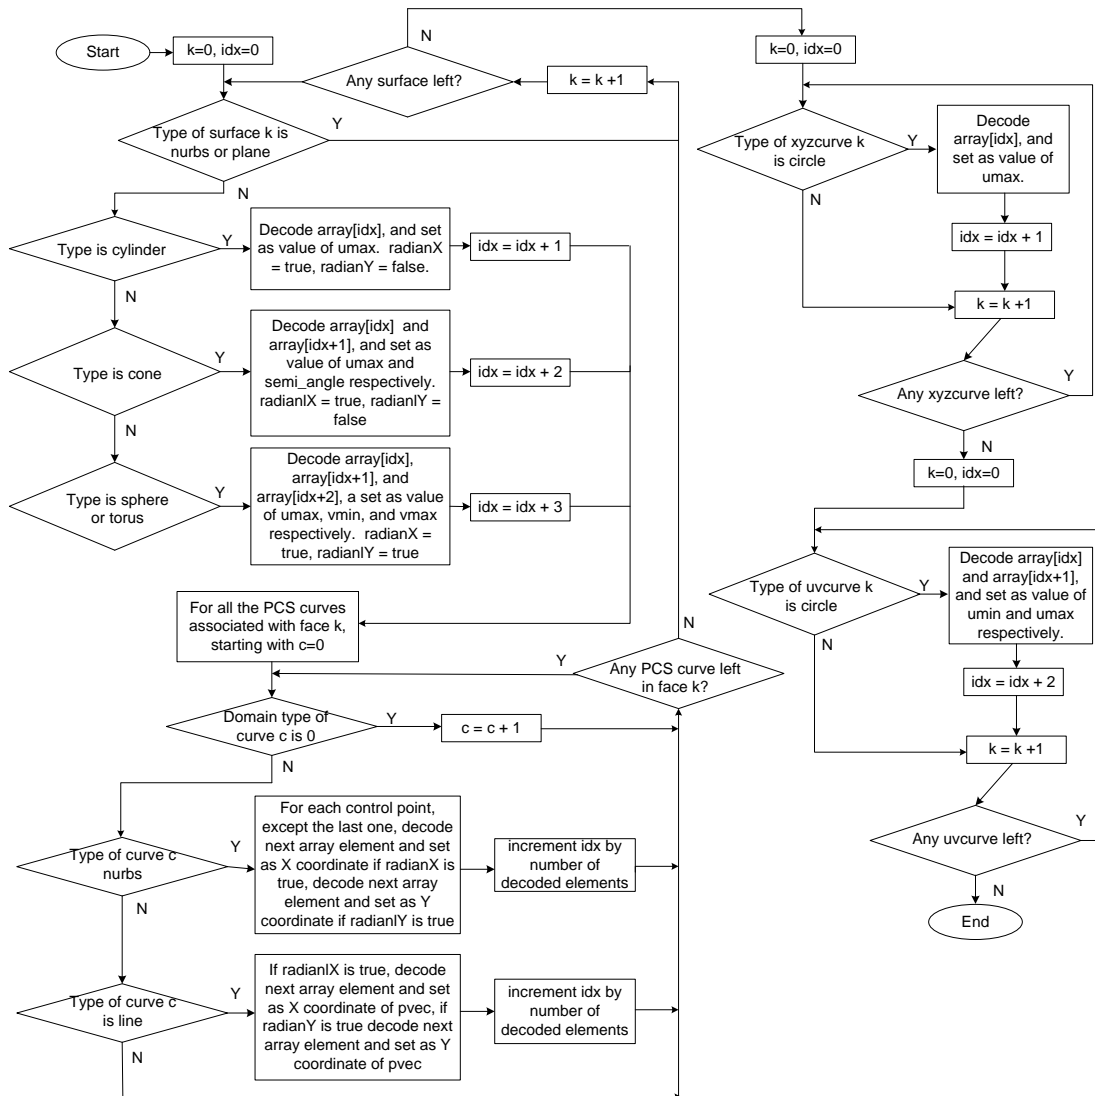 Start
k=0, idx=0
N
Any surface left?
k = k +1
Type of surface k is
nurbs or plane
Y
N
Type is cylinder
Y
Decode array[idx], and set
as value of umax.  radianX
= true, radianY = false.
idx = idx + 1
N
Type is cone
Y
Decode array[idx]  and
array[idx+1], and set as
value of umax and
semi_angle respectively.
radianlX = true, radianlY =
false
idx = idx + 2
N
Type is sphere
or torus
Y
Decode array[idx],
array[idx+1], and
array[idx+2], a set as value
of umax, vmin, and vmax
respectively.  radianX =
true, radianlY = true
idx = idx + 3
For all the PCS curves
associated with face k,
starting with c=0
N
Y
Any PCS curve left
in face k?
Domain type of
curve c is 0
Y
c = c + 1
N
Type of curve c
nurbs
Y
For each control point,
except the last one, decode
next array element and set
as X coordinate if radianX is
true, decode next array
element and set as Y
coordinate if radianlY is true
increment idx by
number of
decoded elements
N
Type of curve c
is line
Y
If radianlX is true, decode
next array element and set
as X coordinate of pvec, if
radianY is true decode next
array element and set as Y
coordinate of pvec
increment idx by
number of
decoded elements
N
k=0, idx=0
Type of xyzcurve k
is circle
Y
Decode
array[idx], and
set as value of
umax.
N
idx = idx + 1
k = k +1
Any xyzcurve left?
Y
N
k=0, idx=0
Type of uvcurve k
is circle
Y
Decode array[idx]
and array[idx+1],
and set as value of
umin and umax
respectively.
N
idx = idx + 2
k = k +1
Any uvcurve left?
Y
N
End